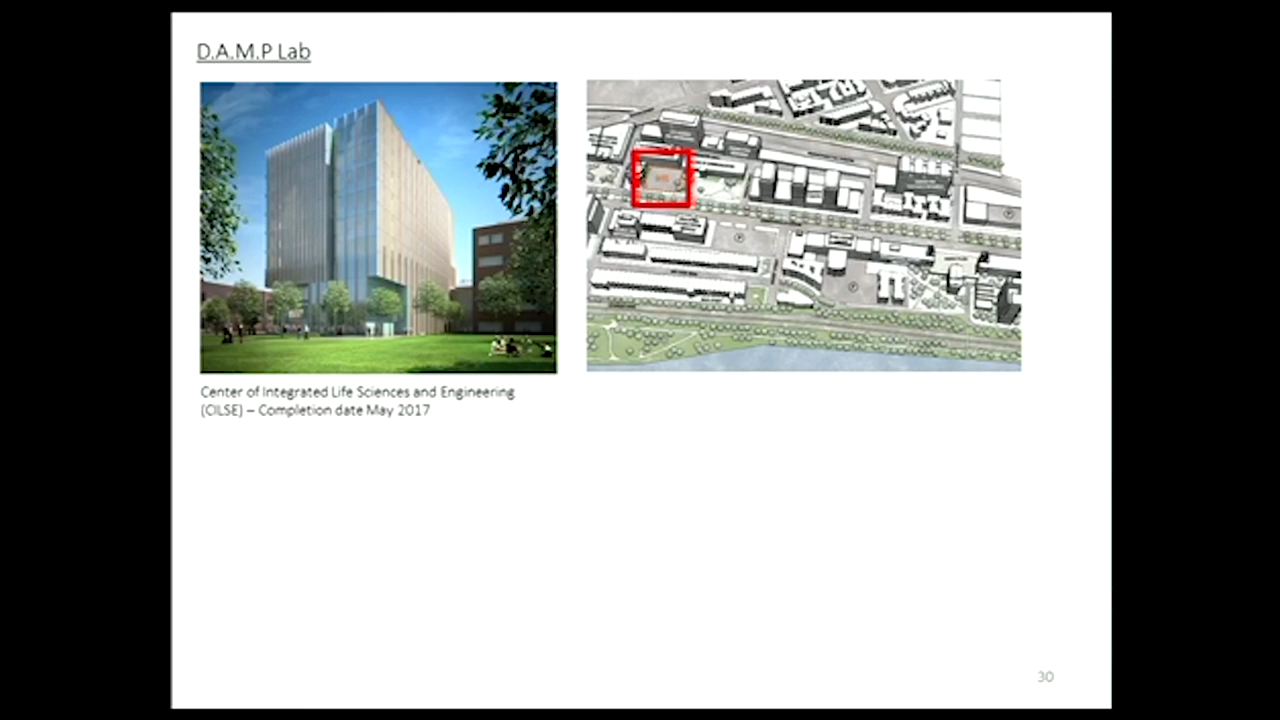 D.A.M.P Lab
Center of Integrated Life Sciences and Engineering
(CILSE) – Completion date May 2017
30